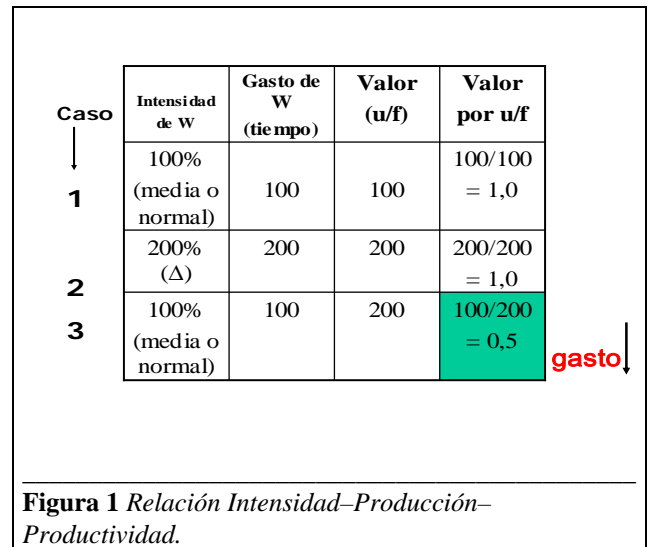 Caso
Intensidad de W
Gasto de W (tiempo)
Valor (u/f)
Valor por u/f
1
100% (media o normal)
100
100
100/100 = 1,0
2
200% (Δ)
200
200
200/200 = 1,0
3
100% (media o normal)
100
200
100/200 = 0,5
gasto
Figura 1 Relación Intensidad–Producción–
Productividad.